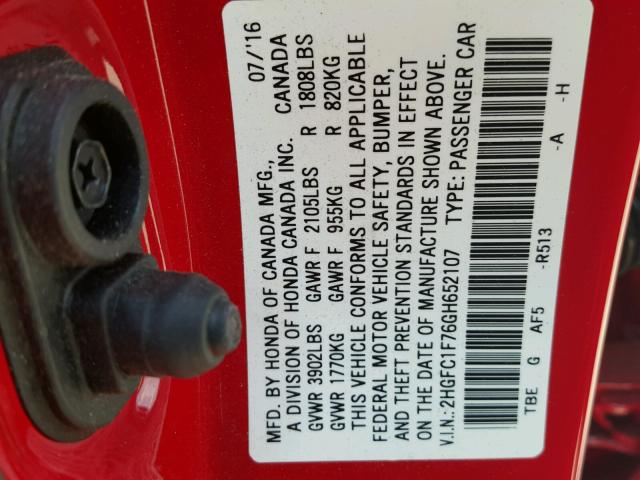 MFD. BY HONDA OF CANADA MFG., 07/'16
A DIVISION OF HONDA CANADA INC. CANADA
GVWR 3902LBS GAWR F 2105LBS R 1808LBS
GVWR 1770KG GAWR F 955KG R 820KG
THIS VEHICLE CONFORMS TO ALL APPLICABLE
FEDERAL MOTOR VEHICLE SAFETY, BUMPER,
AND THEFT PREVENTION STANDARDS IN EFFECT
ON THE DATE OF MANUFACTURE SHOWN ABOVE.
V.I.N.:2HGFC1F76GH652107 TYPE: PASSENGER CAR
TBE G AF5 -R513 -A -H